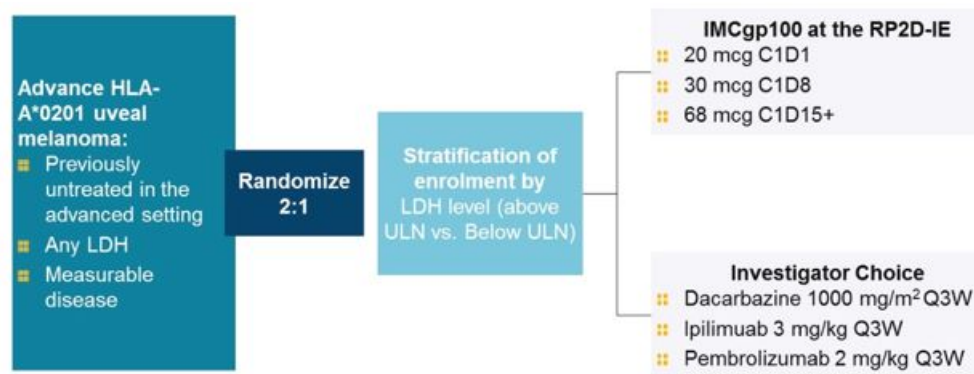 Advance HLA-
A*0201 uveal
melanoma:
Previously
untreated in the
advanced setting
Any LDH
Measurable
disease
Randomize
2:1
Stratification of
enrolment by
LDH level (above
ULN vs. Below ULN)
IMCgp100 at the RP2D-IE
20 mcg C1D1
30 mcg C1D8
68 mcg C1D15+
Investigator Choice
Dacarbazine 1000 mg/m² Q3W
Ipilimuab 3 mg/kg Q3W
Pembrolizumab 2 mg/kg Q3W